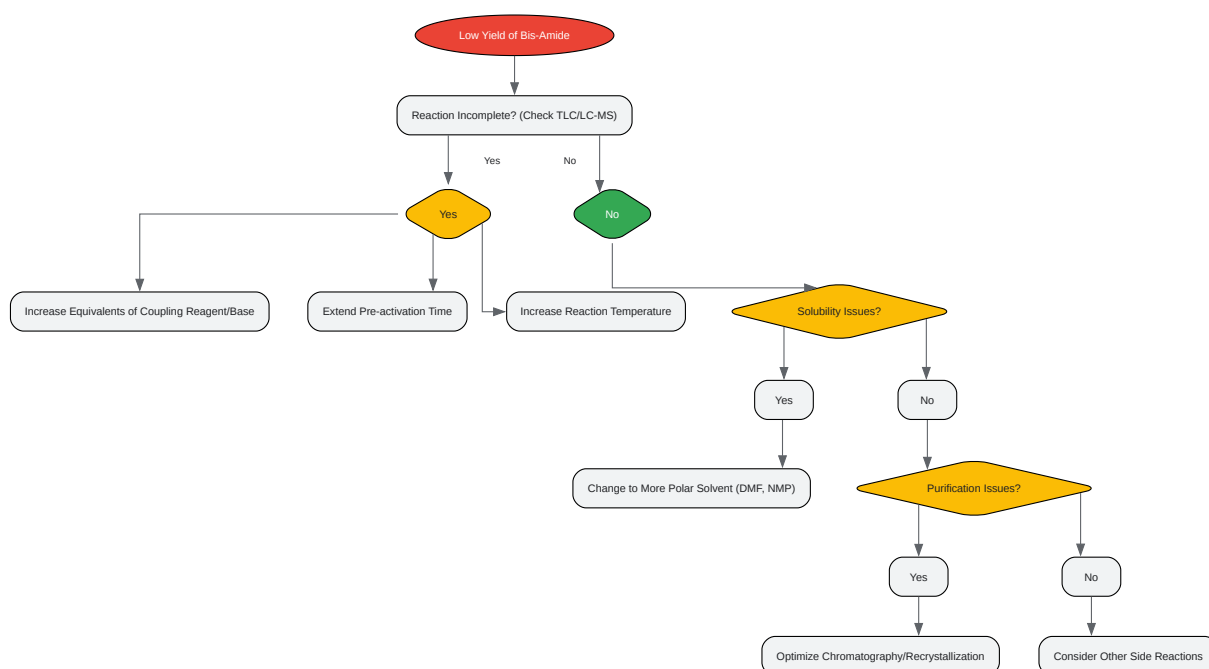 Low Yield of Bis-Amide
Reaction Incomplete? (Check TLC/LC-MS)
Yes
No
Yes
No
Increase Equivalents of Coupling Reagent/Base
Extend Pre-activation Time
Increase Reaction Temperature
Solubility Issues?
Yes
No
Change to More Polar Solvent (DMF, NMP)
Purification Issues?
Yes
No
Optimize Chromatography/Recrystallization
Consider Other Side Reactions